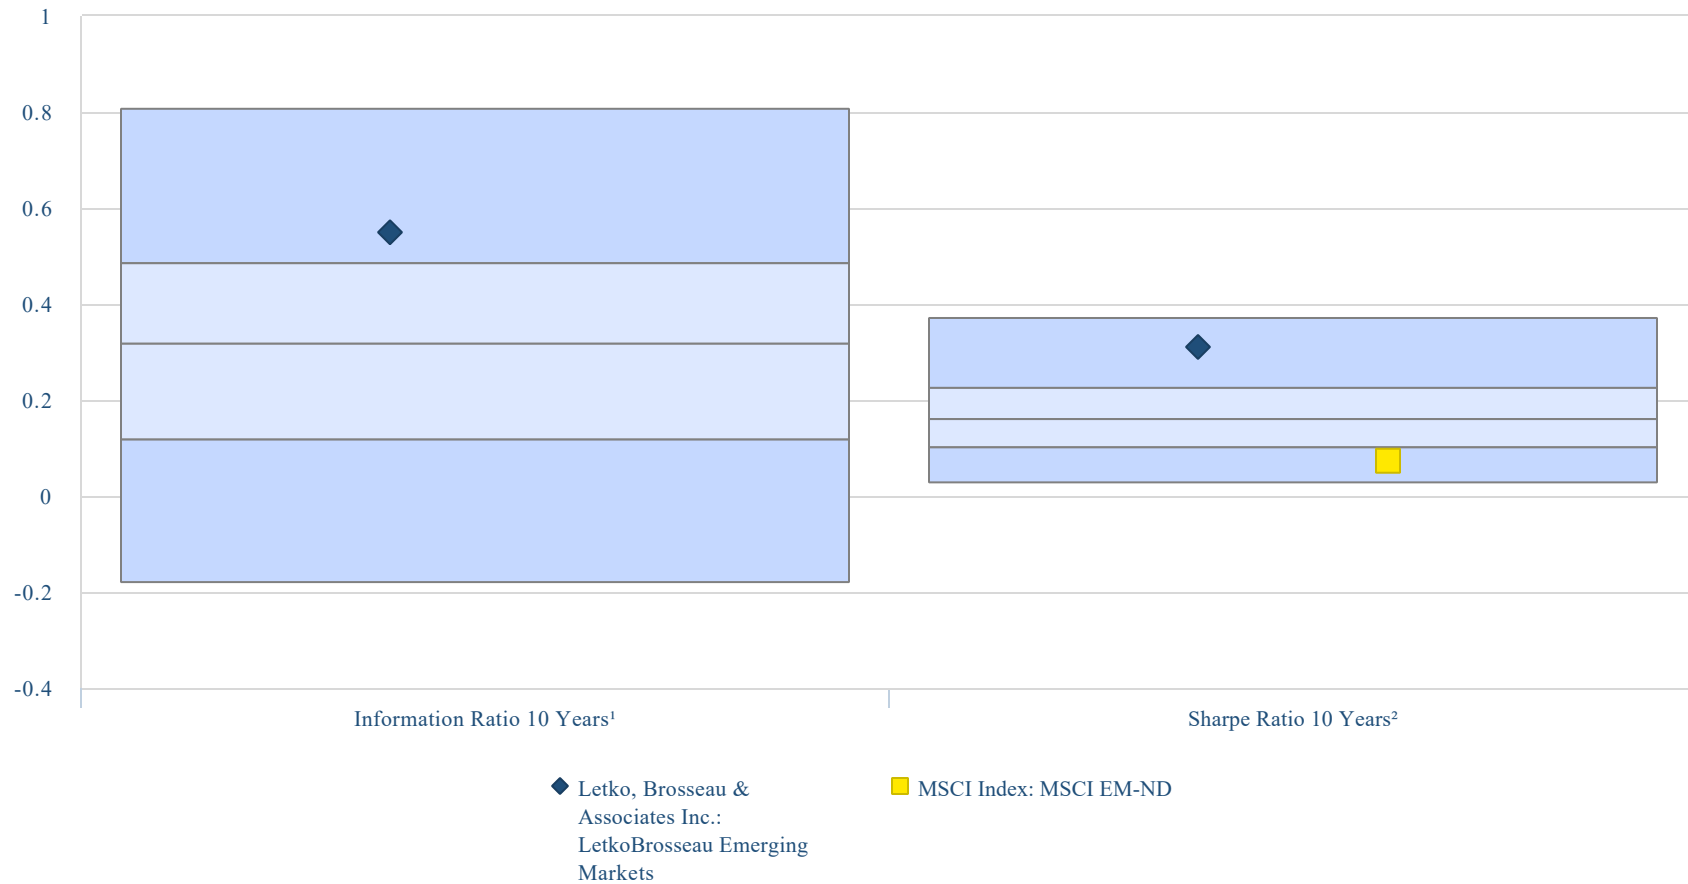 1
0.8
0.6
0.4
0.2
0
-0.2
-0.4
Information Ratio 10 Years¹
Sharpe Ratio 10 Years²
Letko, Brosseau &
Associates Inc.:
LetkoBrosseau Emerging
Markets
MSCI Index: MSCI EM-ND